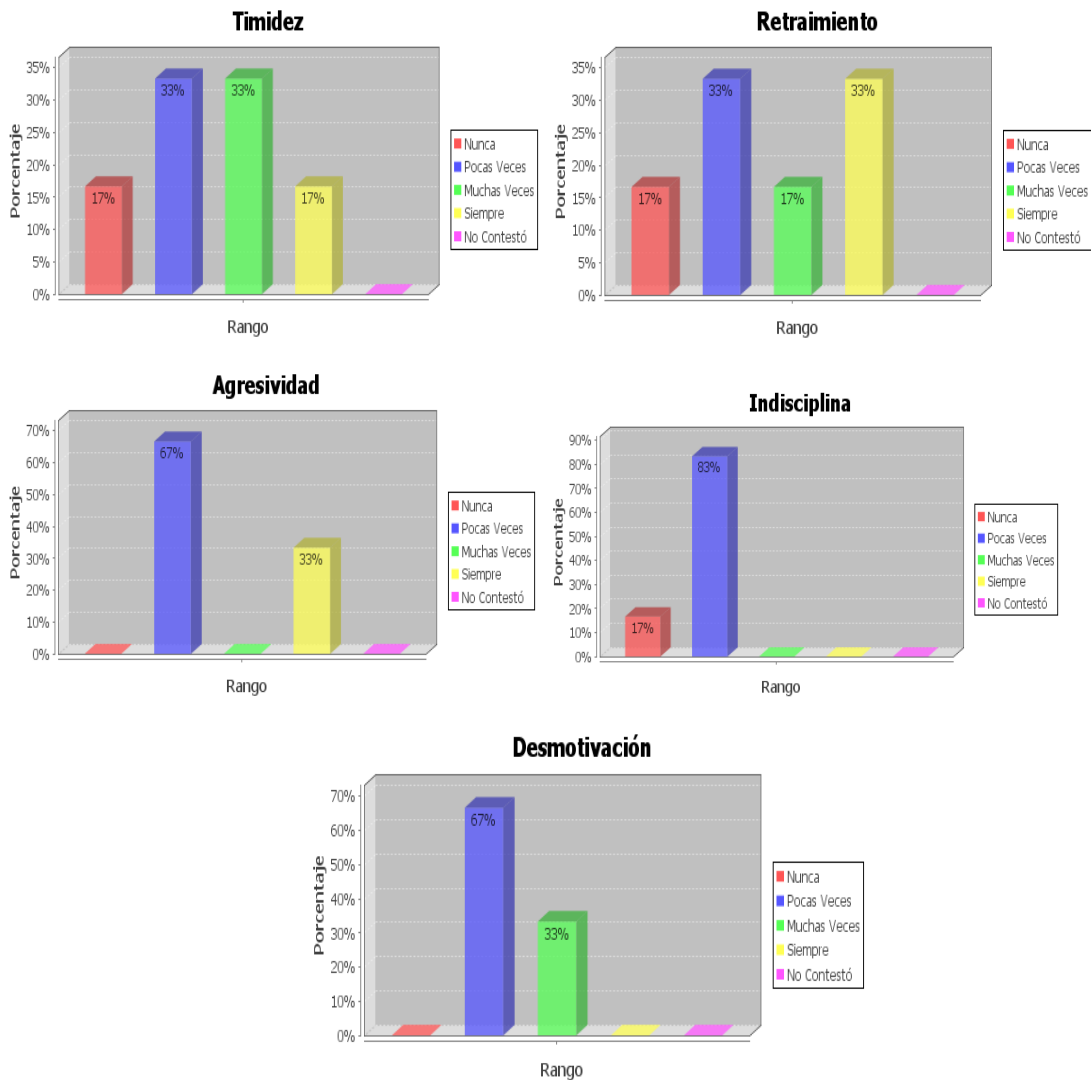 Timidez
Porcentaje
35%
30%
25%
20%
15%
10%
5%
0%
17%
33%
33%
17%
Rango
Nunca
Pocas Veces
Muchas Veces
Siempre
No Contestó
Retraimiento
Porcentaje
35%
30%
25%
20%
15%
10%
5%
0%
17%
33%
17%
33%
Rango
Nunca
Pocas Veces
Muchas Veces
Siempre
No Contestó
Agresividad
Porcentaje
70%
60%
50%
40%
30%
20%
10%
0%
67%
33%
Rango
Nunca
Pocas Veces
Muchas Veces
Siempre
No Contestó
Indisciplina
Porcentaje
90%
80%
70%
60%
50%
40%
30%
20%
10%
0%
17%
83%
Rango
Nunca
Pocas Veces
Muchas Veces
Siempre
No Contestó
Desmotivación
Porcentaje
70%
60%
50%
40%
30%
20%
10%
0%
67%
33%
Rango
Nunca
Pocas Veces
Muchas Veces
Siempre
No Contestó